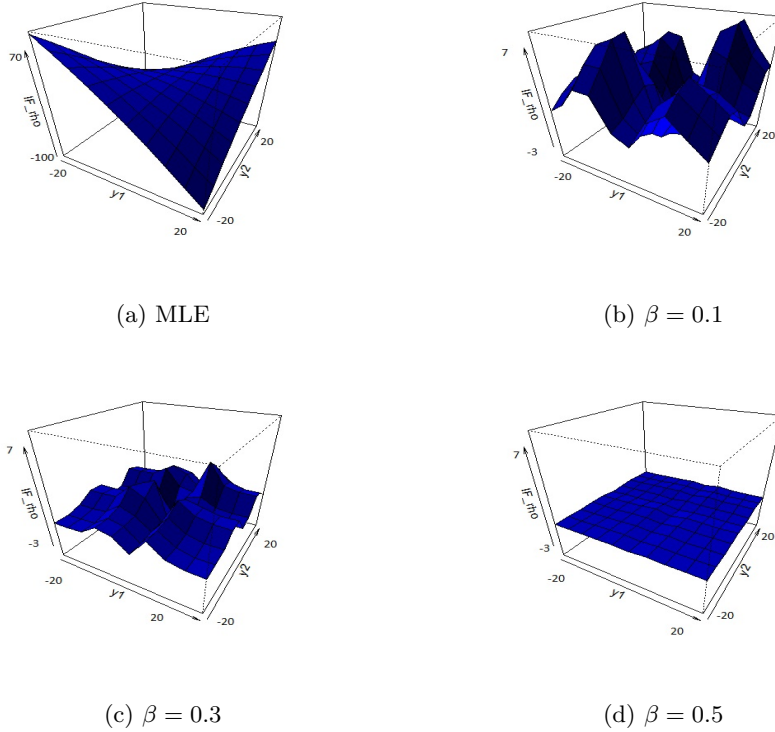 70
IF_rho
-100
-20
y1
20
-20
y2
20
(a) MLE
7
IF_rho
-3
-20
y1
20
-20
y2
20
(b) β = 0.1
7
IF_rho
-3
-20
y1
20
-20
y2
20
(c) β = 0.3
7
IF_rho
-3
-20
y1
20
-20
y2
20
(d) β = 0.5